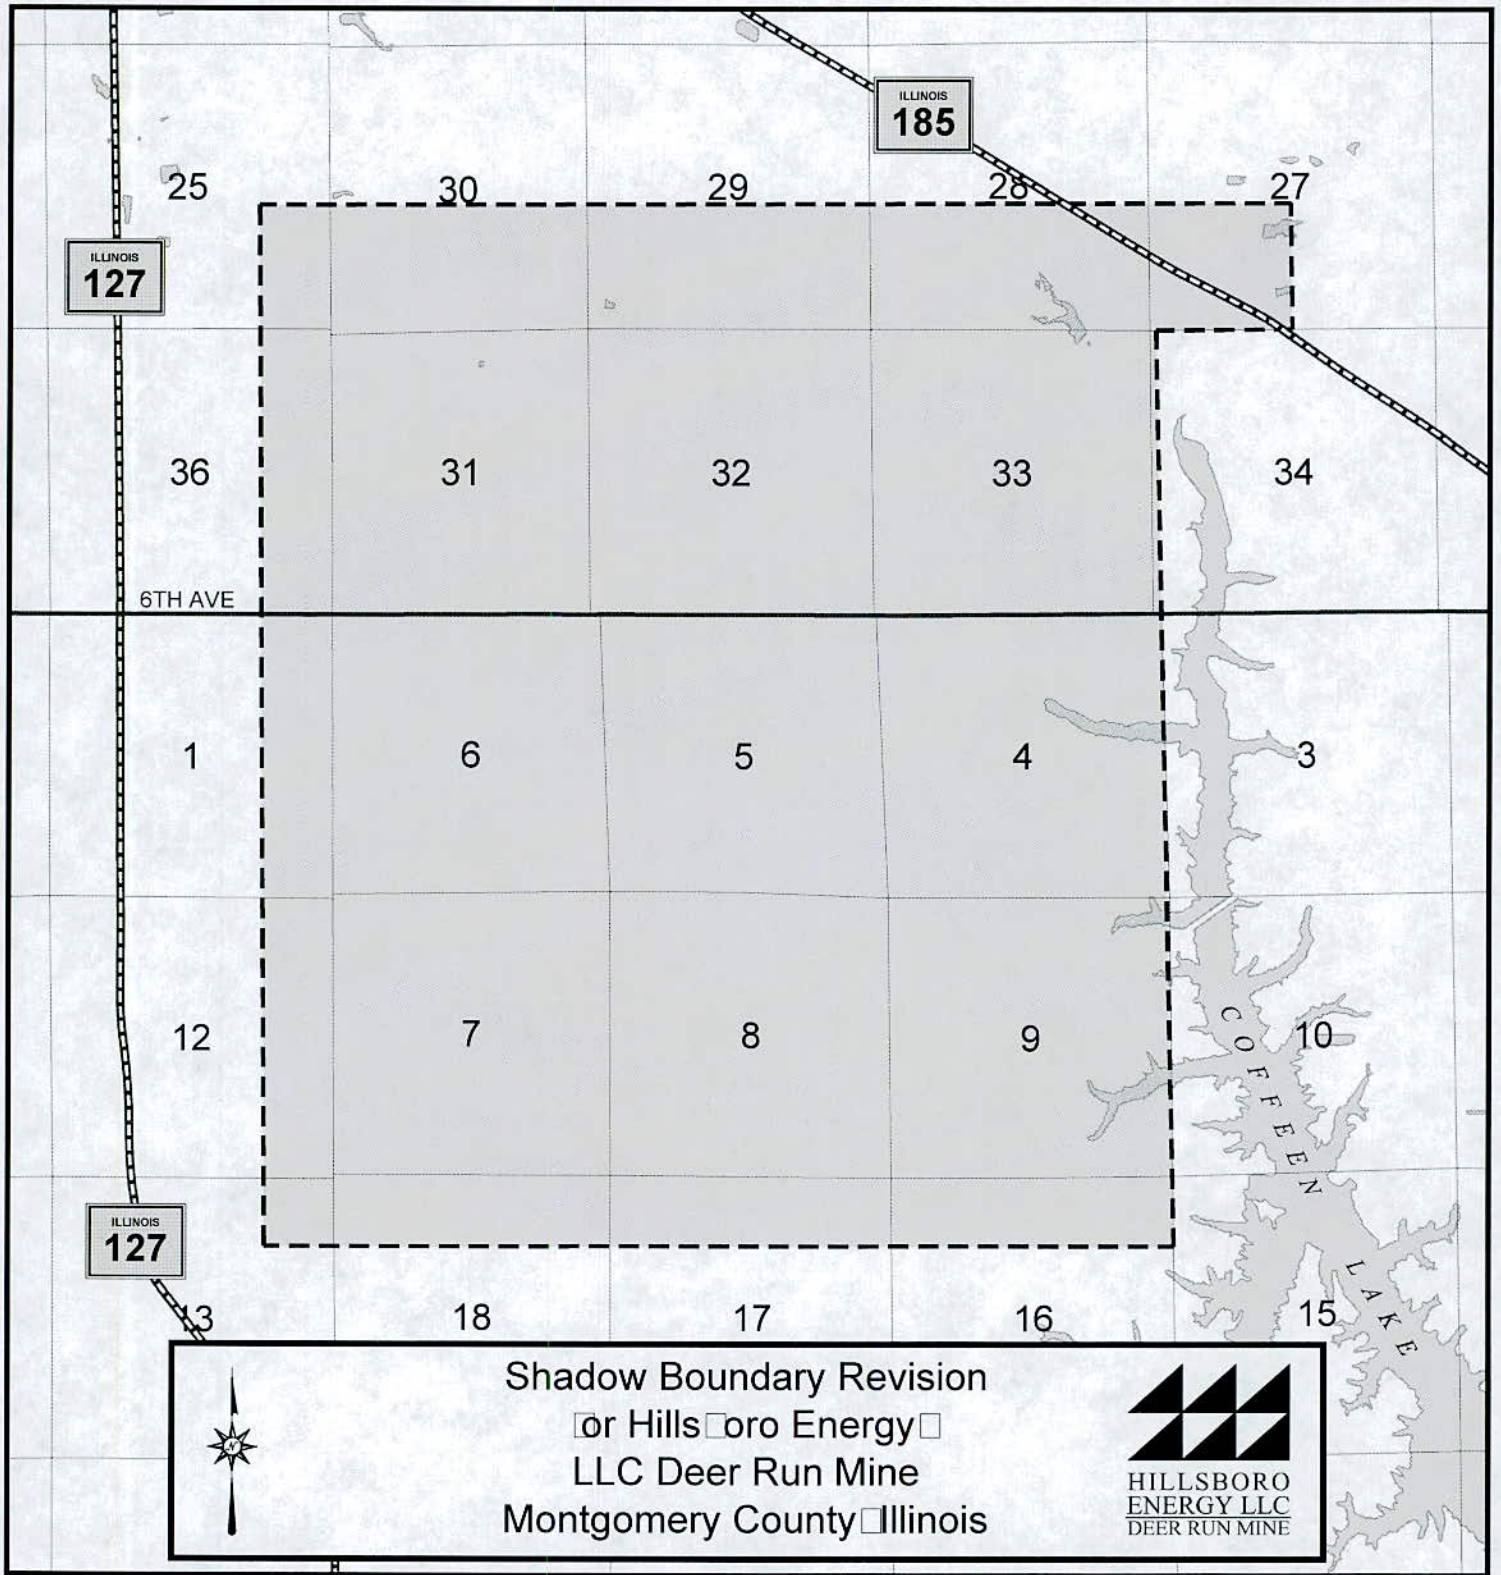 ILLINOIS
185
25 30 29 28 27
ILLINOIS
127
36 31 32 33 34
6TH AVE
1 6 5 4 3
12 7 8 9 10
COFFEEN LAKE
ILLINOIS
127
13 18 17 16 15
N
Shadow Boundary Revision
□or Hills□oro Energy□
LLC Deer Run Mine
Montgomery County□Illinois
HILLSBORO
ENERGY LLC
DEER RUN MINE